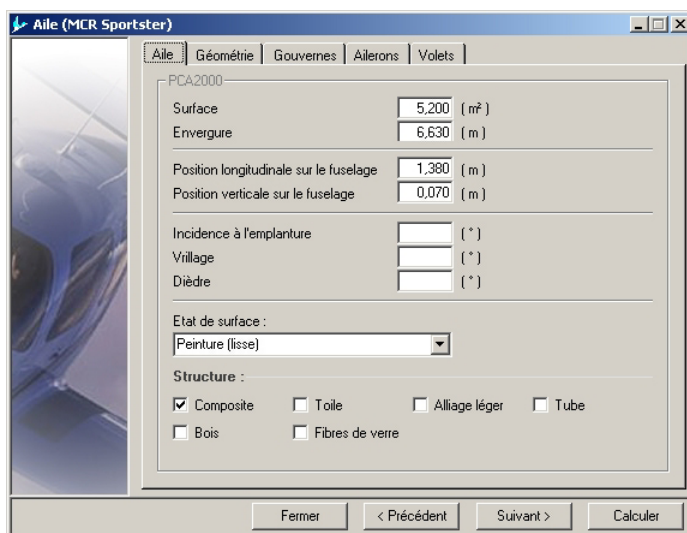 Aile (MCR Sportster)
Aile Géométrie Gouvernes Ailerons Volets
PCA2000
Surface 5,200 ( m² )
Envergure 6,630 ( m )
Position longitudinale sur le fuselage 1,380 ( m )
Position verticale sur le fuselage 0,070 ( m )
Incidence à l'emplanture ( ° )
Vrillage ( ° )
Dièdre ( ° )
Etat de surface :
Peinture (lisse)
Structure :
Composite Toile Alliage léger Tube
Bois Fibres de verre
Fermer < Précédent Suivant > Calculer